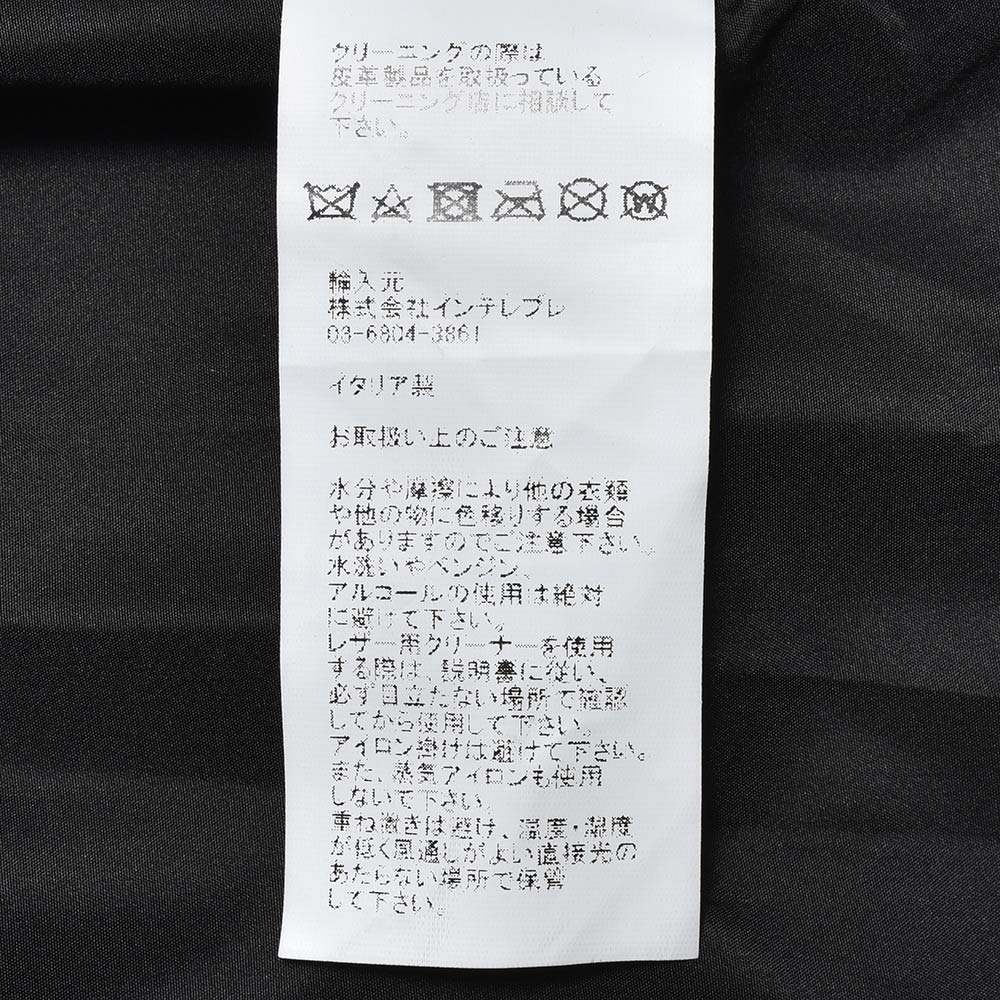 クリーニングの際は
皮革製品を取扱っている
クリーニング店に相談して
下さい。
W
輸入元
株式会社インテレプレ
03-6804-3861
イタリア製
お取扱い上のご注意
水分や摩擦により他の衣類
や他の物に色移りする場合
がありますのでご注意下さい。
水洗いやベンジン、
アルコールの使用は絶対
に避けて下さい。
レザー用クリーナーを使用
する際は、説明書に従い、
必ず目立たない場所で確認
してから使用して下さい。
アイロン掛けは避けて下さい。
また、蒸気アイロンも使用
しないで下さい。
重ね置きは避け、温度・湿度
が低く風通しがよい直接光の
あたらない場所で保管
して下さい。